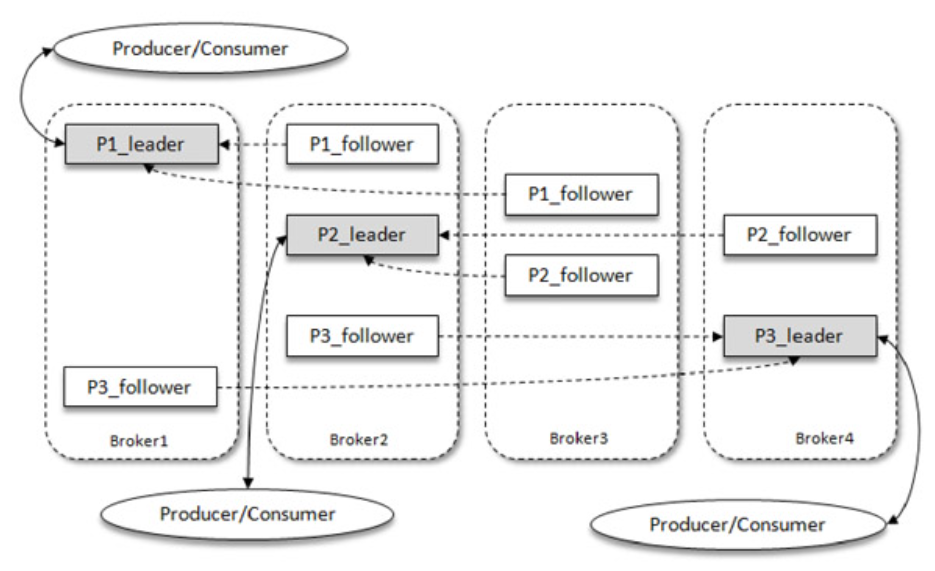 Producer/Consumer
P1_leader
P1_follower
P1_follower
P2_leader
P2_follower
P2_follower
P3_follower
P3_leader
P3_follower
Broker1
Broker2
Broker3
Broker4
Producer/Consumer
Producer/Consumer